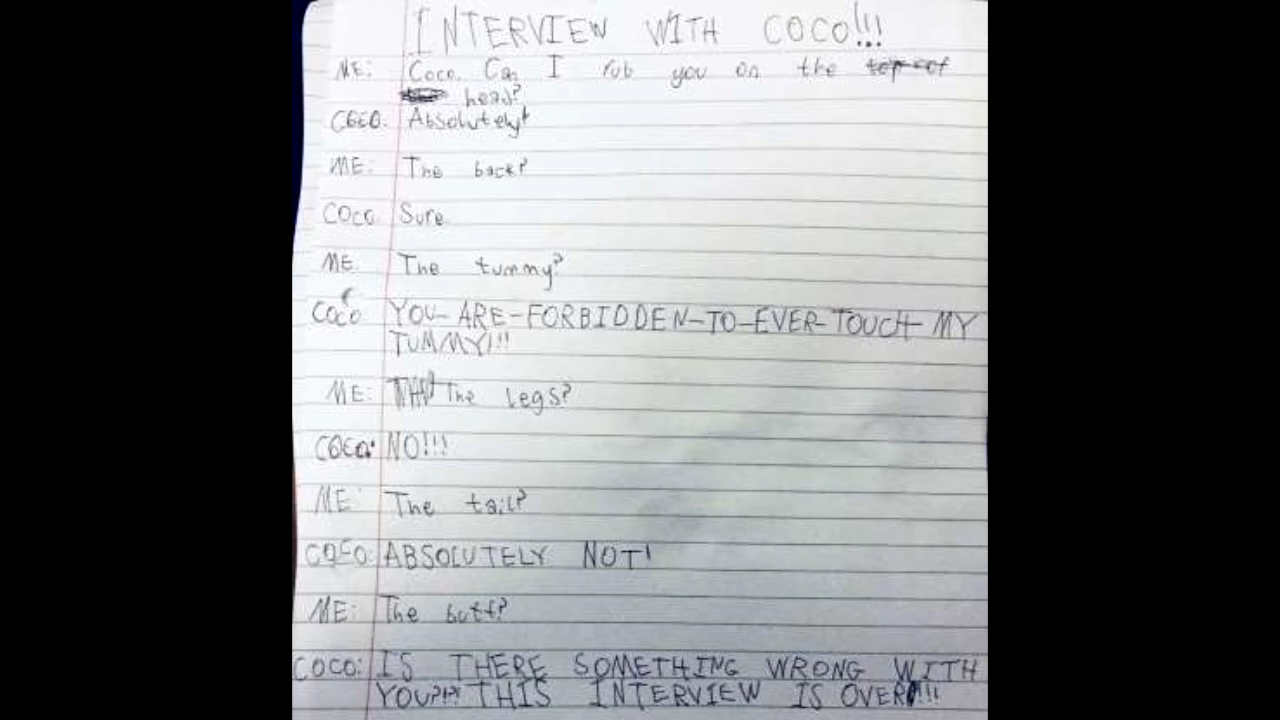 INTERVIEW WITH COCO!!!
ME: Coco. Can I rub you on the top of
head?
COCO: Absolutely!
ME: The back?
COCO: Sure.
ME: The tummy?
COCO YOU-ARE-FORBIDDEN-TO-EVER-TOUCH-MY
TUMMY!!!
ME: The legs?
COCO: NO!!!
ME: The tail?
COCO: ABSOLUTELY NOT!
ME: The butt?
COCO: IS THERE SOMETHING WRONG WITH
YOU?!?! THIS INTERVIEW IS OVER!!!